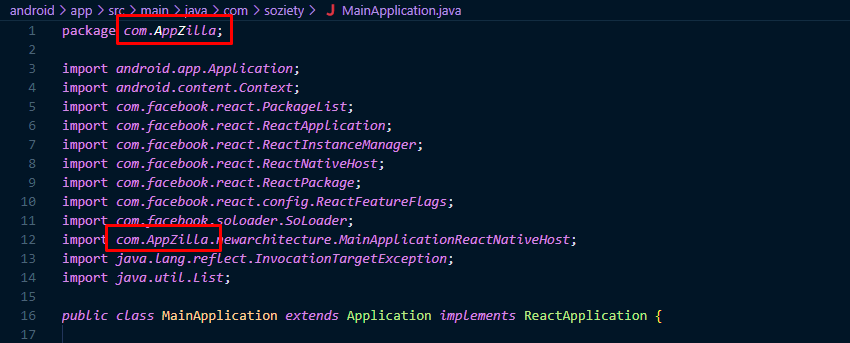 android > app > src > main > java > com > soziety > J MainApplication.java
1 package com.AppZilla;
2
3 import android.app.Application;
4 import android.content.Context;
5 import com.facebook.react.PackageList;
6 import com.facebook.react.ReactApplication;
7 import com.facebook.react.ReactInstanceManager;
8 import com.facebook.react.ReactNativeHost;
9 import com.facebook.react.ReactPackage;
10 import com.facebook.react.config.ReactFeatureFlags;
11 import com.facebook.soloader.SoLoader;
12 import com.AppZilla.newarchitecture.MainApplicationReactNativeHost;
13 import java.lang.reflect.InvocationTargetException;
14 import java.util.List;
15
16 public class MainApplication extends Application implements ReactApplication {
17